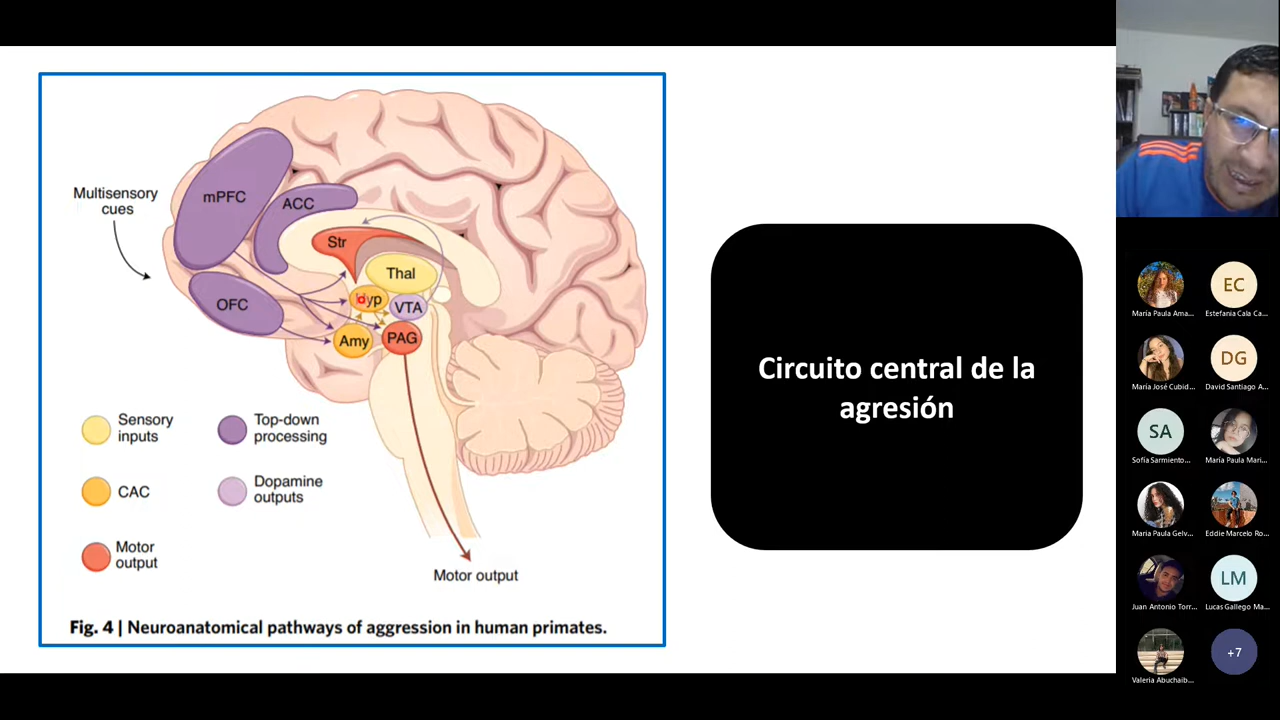 Multisensory
cues
mPFC
ACC
Str
Thal
OFC
Hyp
VTA
Amy
PAG
Sensory
inputs
Top-down
processing
CAC
Dopamine
outputs
Motor
output
Motor output
Fig. 4 | Neuroanatomical pathways of aggression in human primates.
Circuito central de la
agresión
EC
María Paula Ama...
Estefania Cala Ca...
DG
María José Cubid...
David Santiago A...
SA
Sofía Sarmiento...
María Paula Mari...
Maria Paula Gelv...
Eddie Marcelo Ro...
LM
Juan Antonio Torr...
Lucas Gallego Ma...
+7
Valeria Abuchaib...